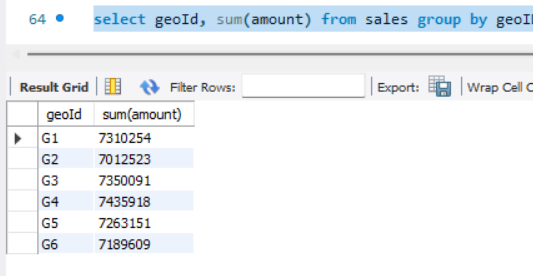 64 select geoId, sum(amount) from sales group by geoI
Result Grid Filter Rows: Export: Wrap Cell C
geoId sum(amount)
G1 7310254
G2 7012523
G3 7350091
G4 7435918
G5 7263151
G6 7189609